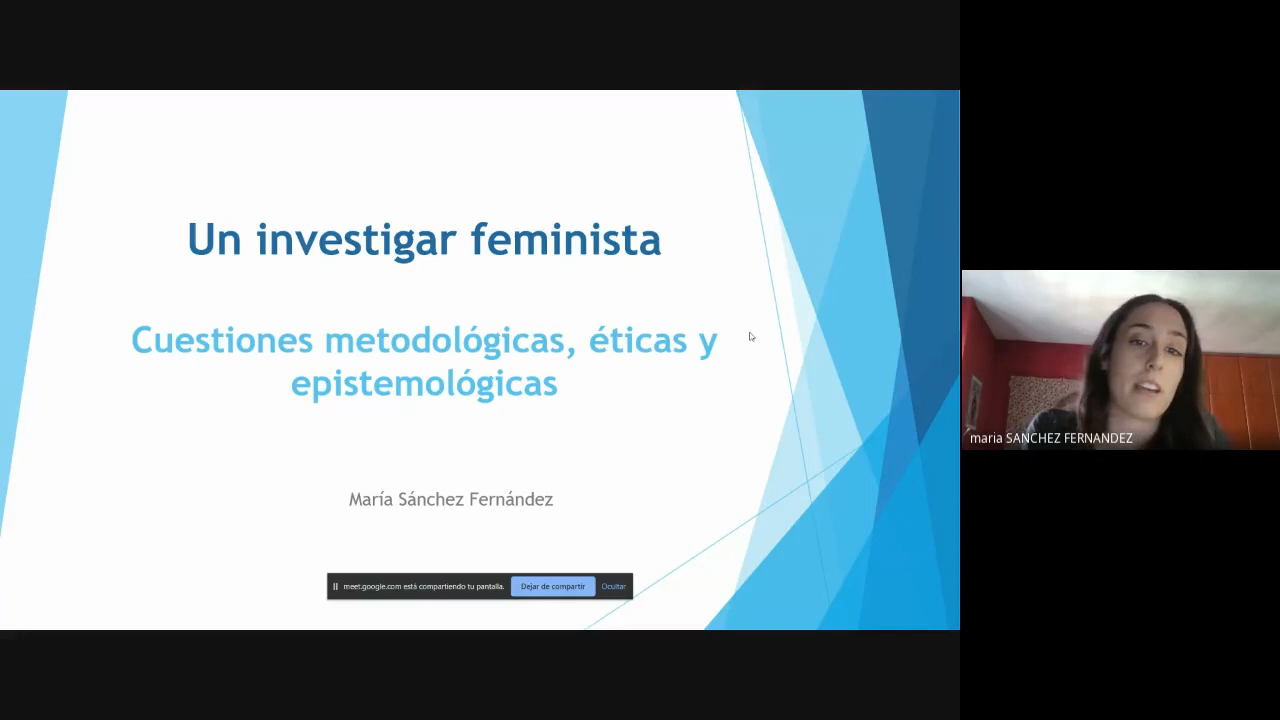 Un investigar feminista
Cuestiones metodológicas, éticas y
epistemológicas
María Sánchez Fernández
meet.google.com está compartiendo tu pantalla. Dejar de compartir Ocultar
maria SANCHEZ FERNANDEZ